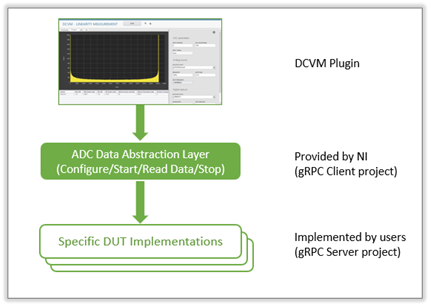 DCVM Plugin
ADC Data Abstraction Layer
(Configure/Start/Read Data/Stop)
Provided by NI
(gRPC Client project)
Specific DUT Implementations
Implemented by users
(gRPC Server project)